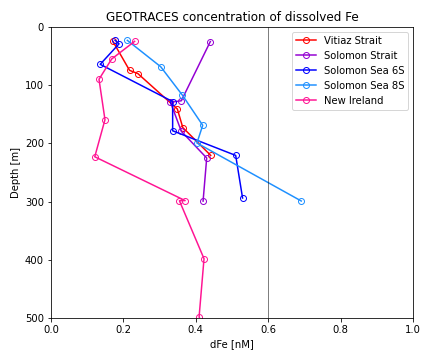 GEOTRACES concentration of dissolved Fe
Vitiaz Strait
Solomon Strait
Solomon Sea 6S
Solomon Sea 8S
New Ireland
Depth [m]
0
100
200
300
400
500
0.0
0.2
0.4
0.6
0.8
1.0
dFe [nM]